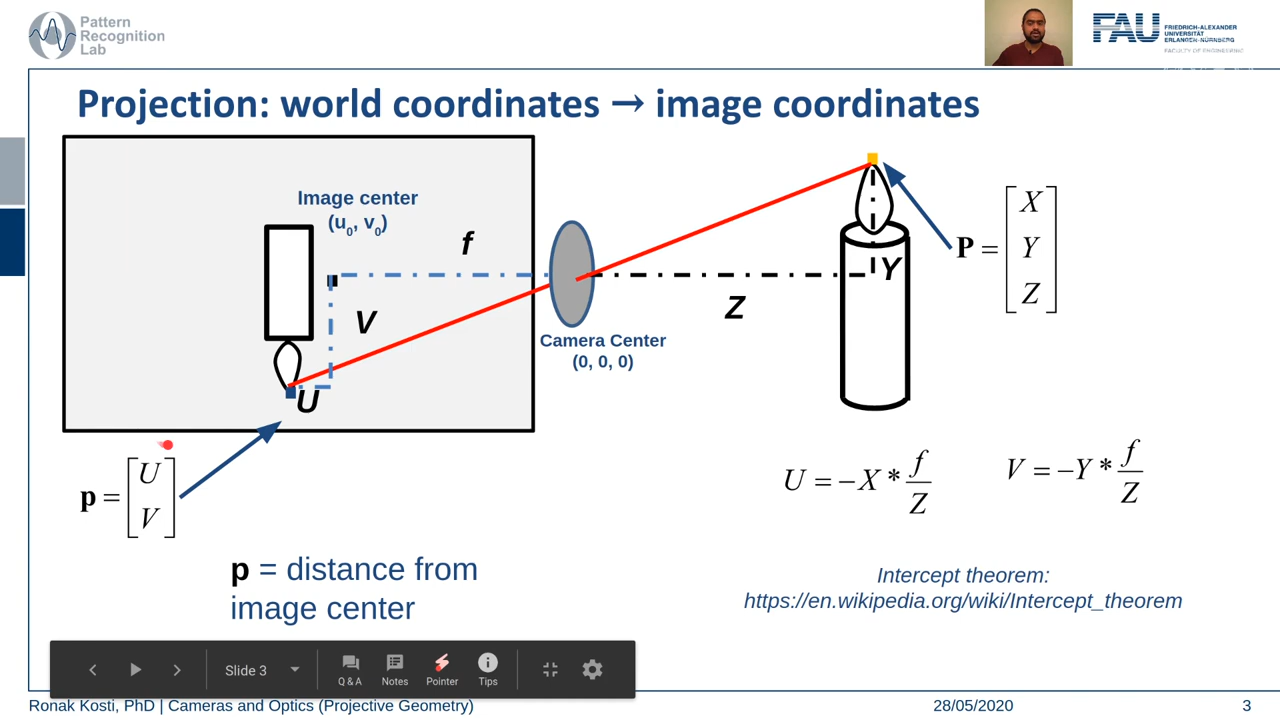 Pattern
Recognition
Lab
FAU
FRIEDRICH-ALEXANDER
UNIVERSITÄT
ERLANGEN-NÜRNBERG
FACULTY OF ENGINEERING
Projection: world coordinates → image coordinates
Image center
(u₀, v₀)
f
V
U
Camera Center
(0, 0, 0)
Z
Y
P = [X Y Z]
p = [U V]
U = −X * f/Z
V = −Y * f/Z
p = distance from
image center
Intercept theorem:
https://en.wikipedia.org/wiki/Intercept_theorem
Slide 3
Q & A
Notes
Pointer
Tips
Ronak Kosti, PhD | Cameras and Optics (Projective Geometry)
28/05/2020
3